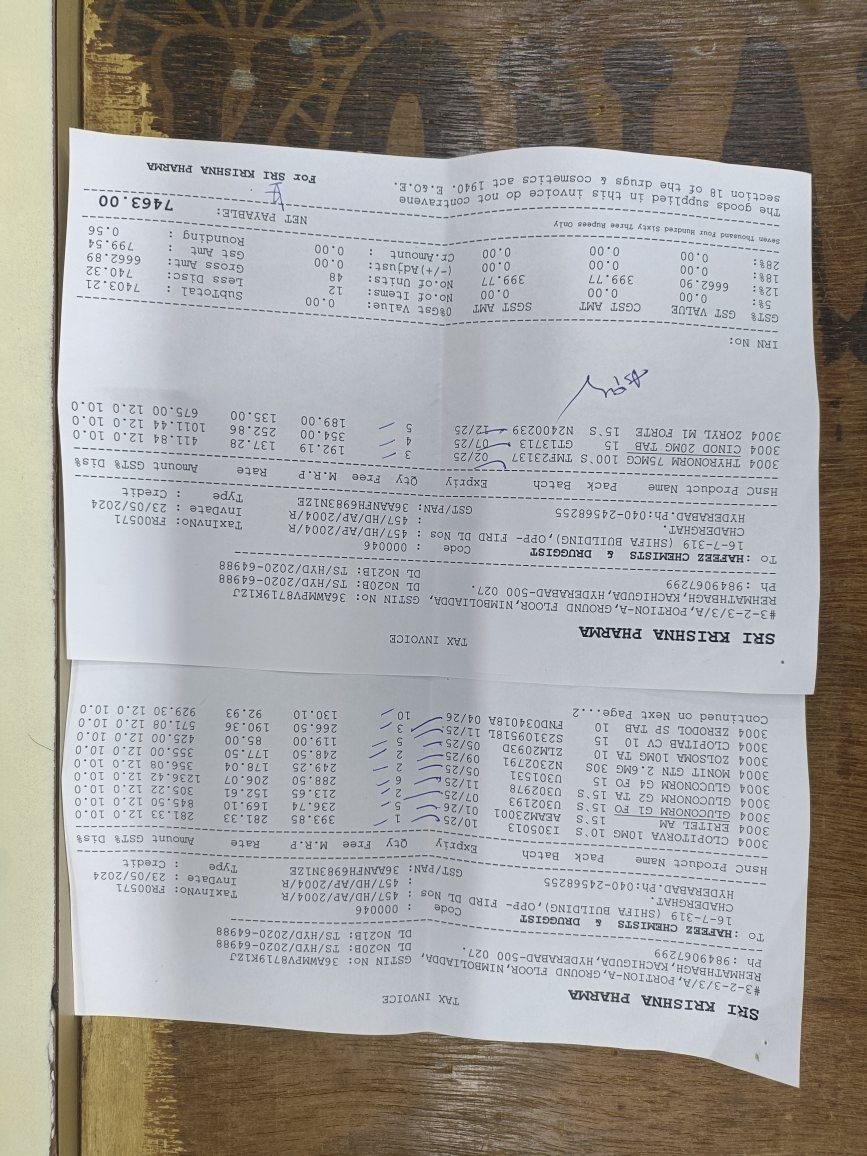 TAX INVOICE
SRI KRISHNA PHARMA
#3-2-3/3/A, PORTION-A, GROUND FLOOR, NIMBOLIADDA, GSTIN No: 36AWMPV8719K1ZJ
REHMATHBAGH, KACHIGUDA, HYDERABAD-500 027. DL No20B: TS/HYD/2020-64988
Ph : 9849067299 DL No21B: TS/HYD/2020-64988
To :HAFEEZ CHEMISTS & DRUGGIST Code : 000046
16-7-319 (SHIFA BUILDING),OPP- FIRD DL Nos : 457/HD/AP/2004/R TaxInvNo: FR00571
CHADERGHAT. : 457/HD/AP/2004/R InvDate : 23/05/2024
HYDERABAD.Ph:040-24568255 GST/PAN: 36AANFH6983N1ZE Type : Credit
HsnC Product Name Pack Batch Expriy Qty Free M.R.P Rate Amount GST% Dis%
3004 CLOPITORVA 10MG 10`S I305S013 10/25 1 393.85 281.33 281.33 12.0 10.0
3004 ERITEL AM 15`S AEAM23001 01/26 5 236.74 169.10 845.50 12.0 10.0
3004 GLUCONORM G1 FO 15`S U302193 07/25 2 213.65 152.61 305.22 12.0 10.0
3004 GLUCONORM G2 TA 15`S U302978 11/25 6 288.50 206.07 1236.42 12.0 10.0
3004 GLUCONORM G4 FO 15 U301531 05/25 2 249.25 178.04 356.08 12.0 10.0
3004 MONIT GTN 2.6MG 30S N2302791 09/25 2 248.50 177.50 355.00 12.0 10.0
3004 ZOLSOMA 10MG TA 10 ZLM2093D 05/25 5 119.00 85.00 425.00 12.0 10.0
3004 CLOPITAB CV 10 15 S23109518L 11/25 3 266.50 190.36 571.08 12.0 10.0
3004 ZERODOL SP TAB 10 FND034018A 04/26 10 130.10 92.93 929.30 12.0 10.0
Continued on Next Page...2
TAX INVOICE
SRI KRISHNA PHARMA
#3-2-3/3/A, PORTION-A, GROUND FLOOR, NIMBOLIADDA, GSTIN No: 36AWMPV8719K1ZJ
REHMATHBAGH, KACHIGUDA, HYDERABAD-500 027. DL No20B: TS/HYD/2020-64988
Ph : 9849067299 DL No21B: TS/HYD/2020-64988
To :HAFEEZ CHEMISTS & DRUGGIST Code : 000046
16-7-319 (SHIFA BUILDING),OPP- FIRD DL Nos : 457/HD/AP/2004/R TaxInvNo: FR00571
CHADERGHAT. : 457/HD/AP/2004/R InvDate : 23/05/2024
HYDERABAD.Ph:040-24568255 GST/PAN: 36AANFH6983N1ZE Type : Credit
HsnC Product Name Pack Batch Expriy Qty Free M.R.P Rate Amount GST% Dis%
3004 THYRONORM 75MCG 100`S TMF23137 02/25 3 192.19 137.28 411.84 12.0 10.0
3004 CINOD 20MG TAB 15 GT13713 07/25 4 354.00 252.86 1011.44 12.0 10.0
3004 ZORYL M1 FORTE 15`S N2400239 12/25 5 189.00 135.00 675.00 12.0 10.0
IRN No:
GST% GST VALUE CGST AMT SGST AMT 0%Gst Value: 0.00 SubTotal : 7403.21
5%: 0.00 0.00 0.00 No.of Items: 12 Less Disc: 740.32
12%: 6662.90 399.77 399.77 No.of Units: 48 Gross Amt: 6662.89
18%: 0.00 0.00 0.00 (-/+)Adjust: 0.00 Gst Amt : 799.54
28%: 0.00 0.00 0.00 Cr.Amount : 0.00 Rounding : 0.56
Seven Thousand Four Hundred Sixty Three Rupees Only NET PAYABLE: 7463.00
The goods supplied in this invoice do not contravene
section 18 of the drugs & cosmetics act 1940. E.&O.E. For SRI KRISHNA PHARMA